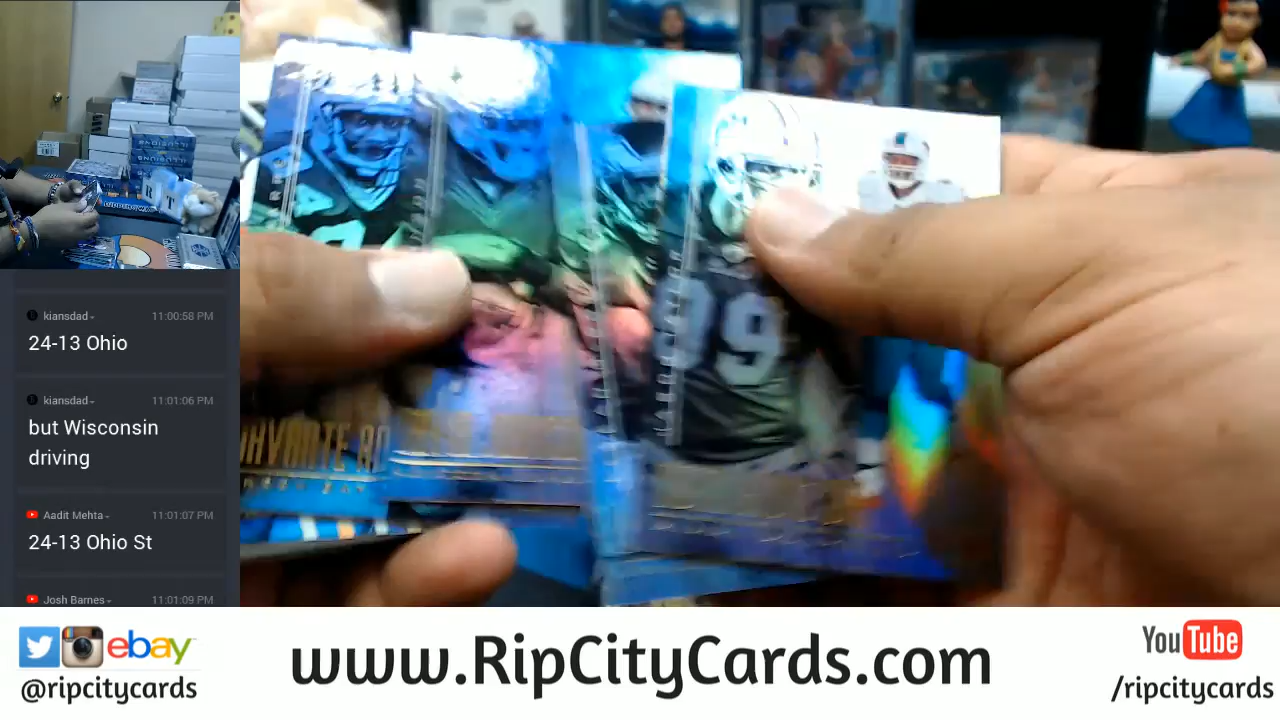 kiansdad
11:00:58 PM
24-13 Ohio
kiansdad
11:01:06 PM
but Wisconsin
driving
Aadit Mehta
11:01:07 PM
24-13 Ohio St
Josh Barnes
11:01:09 PM
99
ebay
@ripcitycards
www.RipCityCards.com
YouTube
/ripcitycards